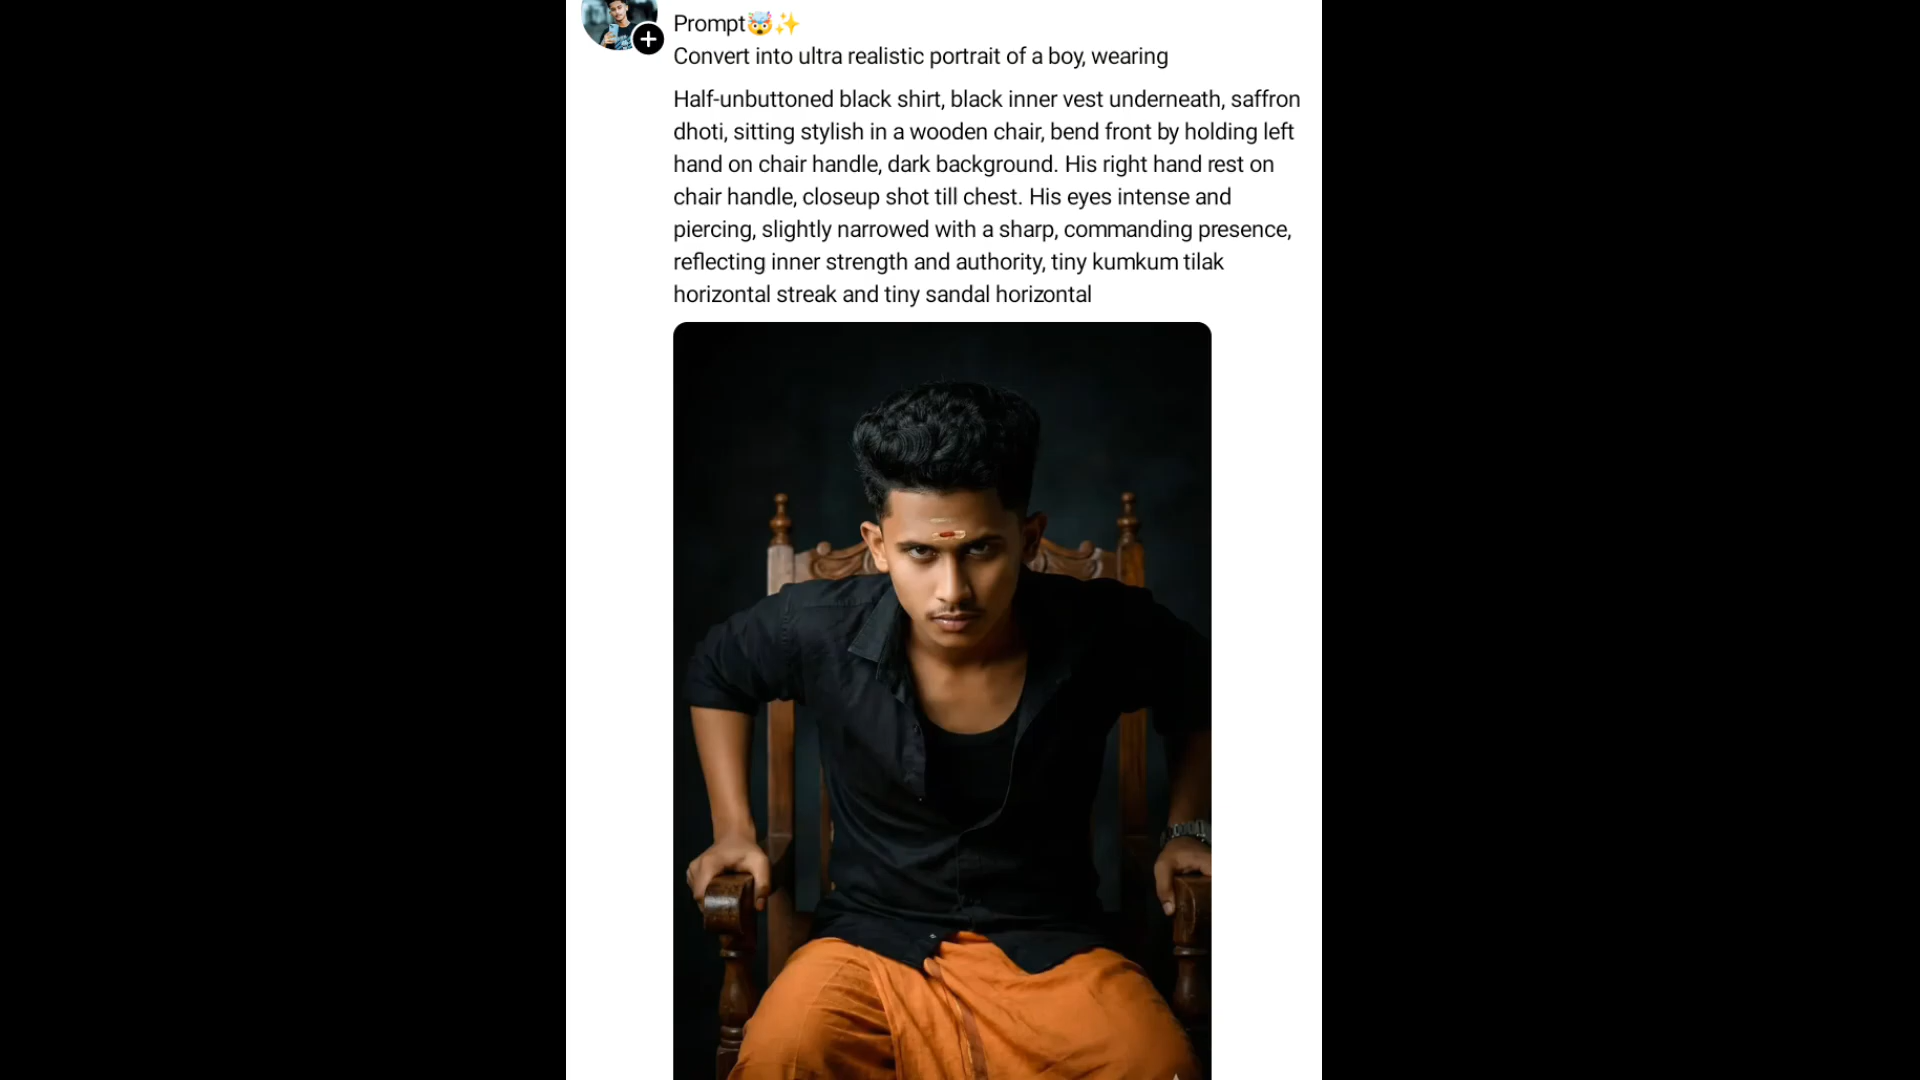 Prompt🤯✨
Convert into ultra realistic portrait of a boy, wearing
Half-unbuttoned black shirt, black inner vest underneath, saffron
dhoti, sitting stylish in a wooden chair, bend front by holding left
hand on chair handle, dark background. His right hand rest on
chair handle, closeup shot till chest. His eyes intense and
piercing, slightly narrowed with a sharp, commanding presence,
reflecting inner strength and authority, tiny kumkum tilak
horizontal streak and tiny sandal horizontal